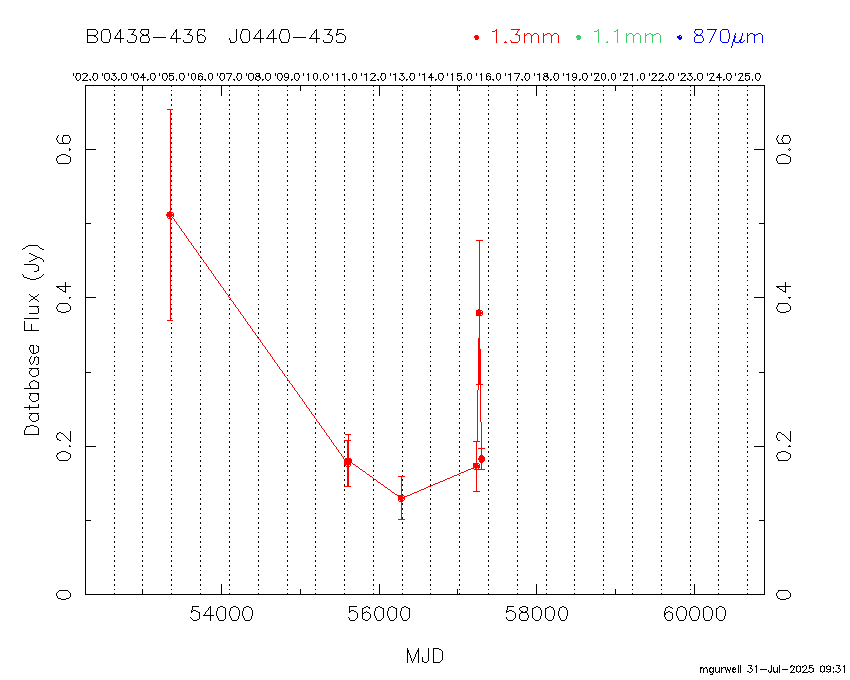 B0438-436 J0440-435 1.3mm 1.1mm 870μm
'02.0 '03.0 '04.0 '05.0 '06.0 '07.0 '08.0 '09.0 '10.0 '11.0 '12.0 '13.0 '14.0 '15.0 '16.0 '17.0 '18.0 '19.0 '20.0 '21.0 '22.0 '23.0 '24.0 '25.0
0.6 0.6
0.4 0.4
Database Flux (Jy)
0.2 0.2
0 0
54000 56000 58000 60000
MJD
mgurwell 31-Jul-2025 09:31